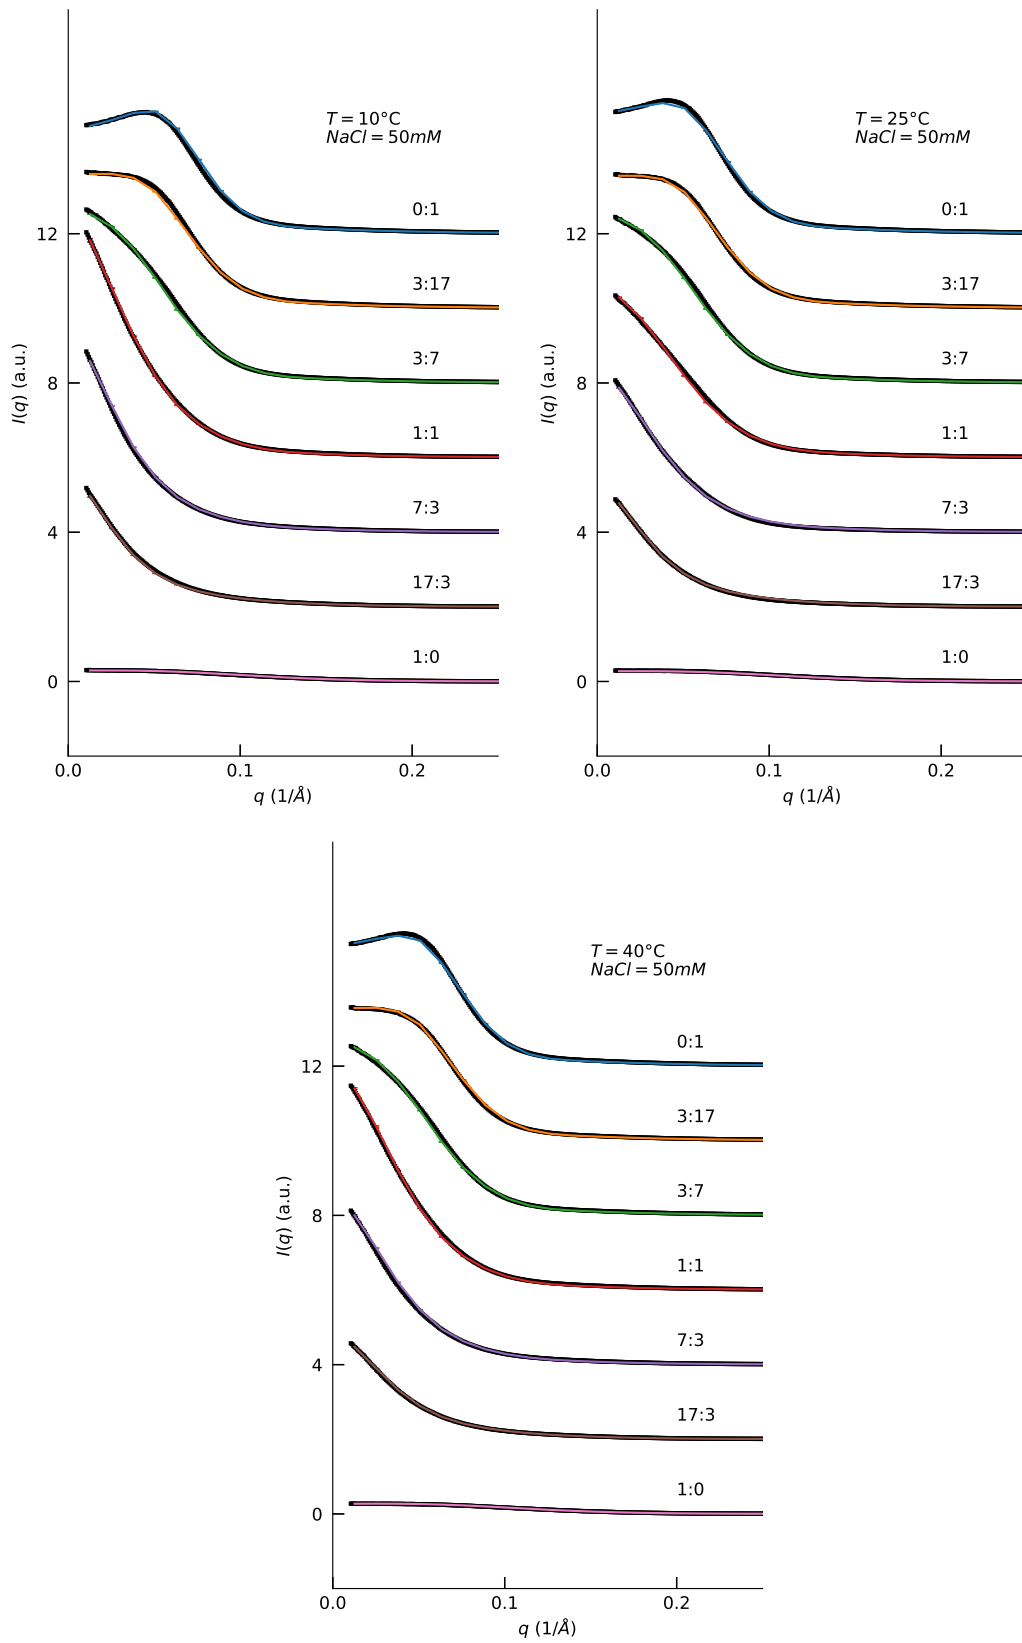 T = 10°C
NaCl = 50mM
0:1
3:17
3:7
1:1
7:3
17:3
1:0
12
8
4
0
I(q) (a.u.)
0.0 0.1 0.2
q (1/Å)
T = 25°C
NaCl = 50mM
0:1
3:17
3:7
1:1
7:3
17:3
1:0
12
8
4
0
I(q) (a.u.)
0.0 0.1 0.2
q (1/Å)
T = 40°C
NaCl = 50mM
0:1
3:17
3:7
1:1
7:3
17:3
1:0
12
8
4
0
I(q) (a.u.)
0.0 0.1 0.2
q (1/Å)